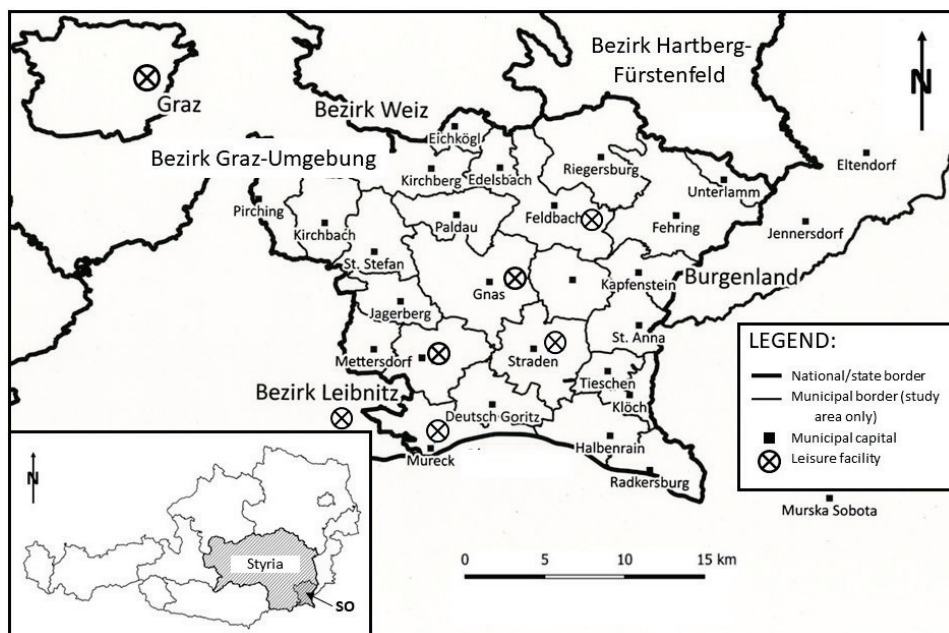 Bezirk Hartberg-
Fürstenfeld
N
Graz
Bezirk Weiz
Eichkögl
Bezirk Graz-Umgebung
Kirchberg
Edelsbach
Riegersburg
Unterlamm
Eltendorf
Pirching
Kirchbach
Paldau
Feldbach
Fehring
Jennersdorf
St. Stefan
Gnas
Kapfenstein
Burgenland
Jagerberg
Mettersdorf
Straden
St. Anna
Tieschen
Klöch
Bezirk Leibnitz
Deutsch Goritz
Mureck
Halbenrain
Radkersburg
Murska Sobota
LEGEND:
National/state border
Municipal border (study
area only)
Municipal capital
Leisure facility
0 5 10 15 km
N
Styria
SO